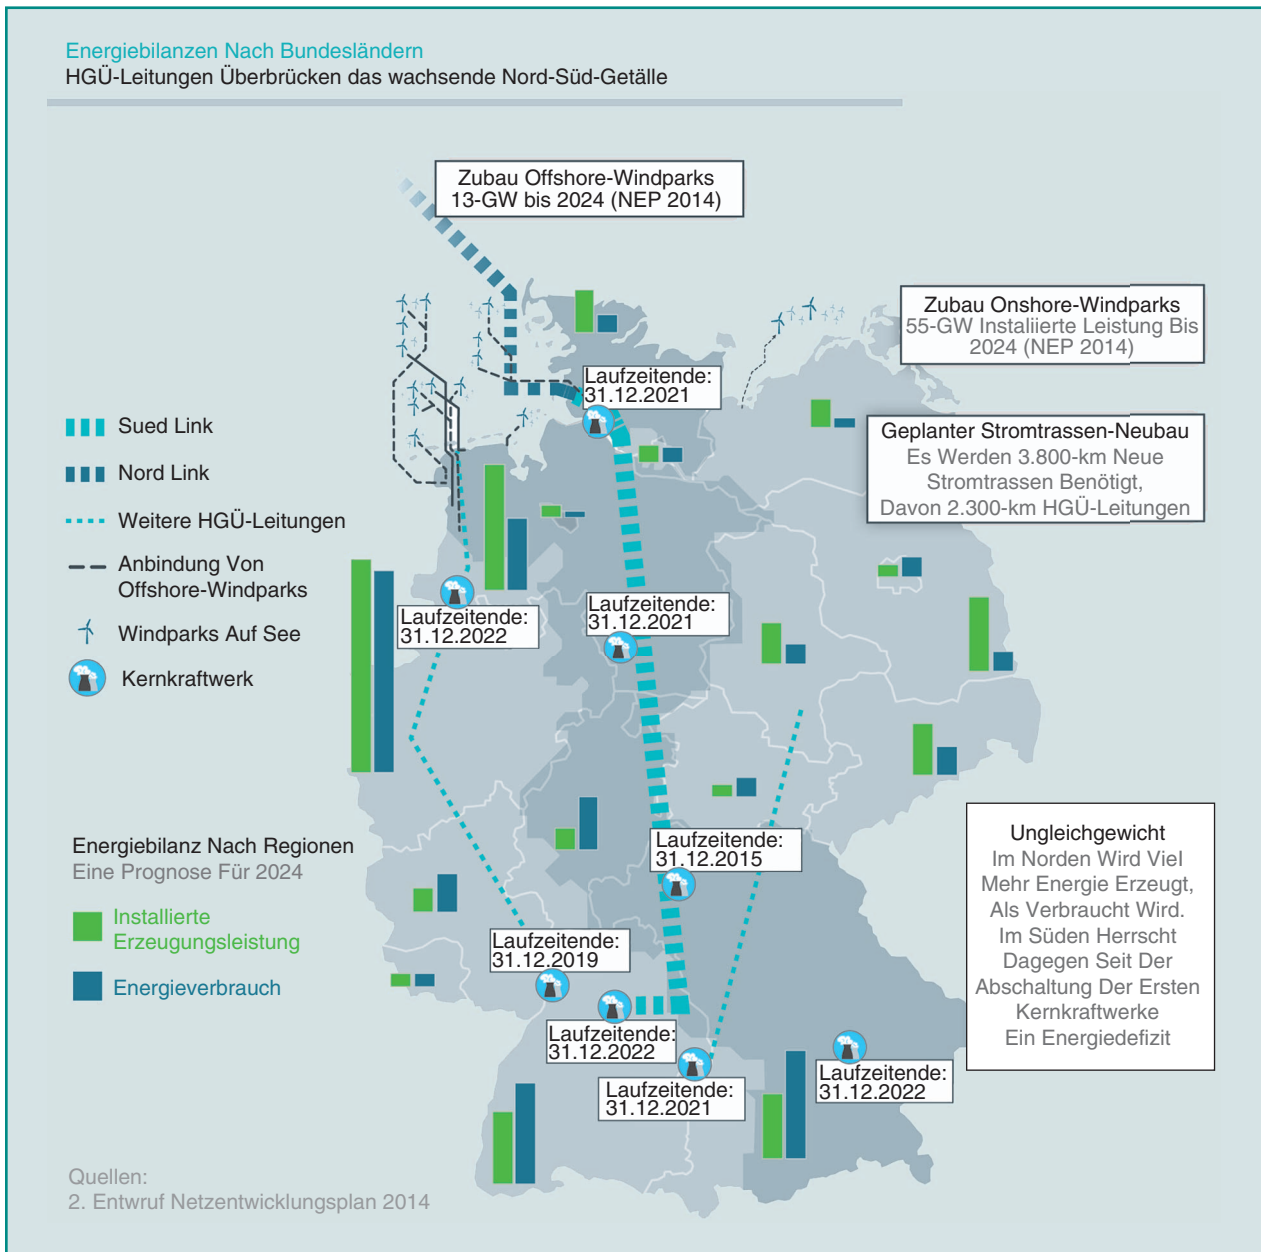 Energiebilanzen Nach Bundesländern
HGÜ-Leitungen Überbrücken das wachsende Nord-Süd-Getälle
Zubau Offshore-Windparks
13-GW bis 2024 (NEP 2014)
Zubau Onshore-Windparks
55-GW Instaliierte Leistung Bis
2024 (NEP 2014)
Laufzeitende:
31.12.2021
Geplanter Stromtrassen-Neubau
Es Werden 3.800-km Neue
Stromtrassen Benötigt,
Davon 2.300-km HGÜ-Leitungen
Sued Link
Nord Link
Weitere HGÜ-Leitungen
Anbindung Von
Offshore-Windparks
Windparks Auf See
Kernkraftwerk
Laufzeitende:
31.12.2022
Laufzeitende:
31.12.2021
Energiebilanz Nach Regionen
Eine Prognose Für 2024
Installierte
Erzeugungsleistung
Energieverbrauch
Laufzeitende:
31.12.2015
Ungleichgewicht
Im Norden Wird Viel
Mehr Energie Erzeugt,
Als Verbraucht Wird.
Im Süden Herrscht
Dagegen Seit Der
Abschaltung Der Ersten
Kernkraftwerke
Ein Energiedefizit
Laufzeitende:
31.12.2019
Laufzeitende:
31.12.2022
Laufzeitende:
31.12.2021
Laufzeitende:
31.12.2022
Quellen:
2. Entwruf Netzentwicklungsplan 2014